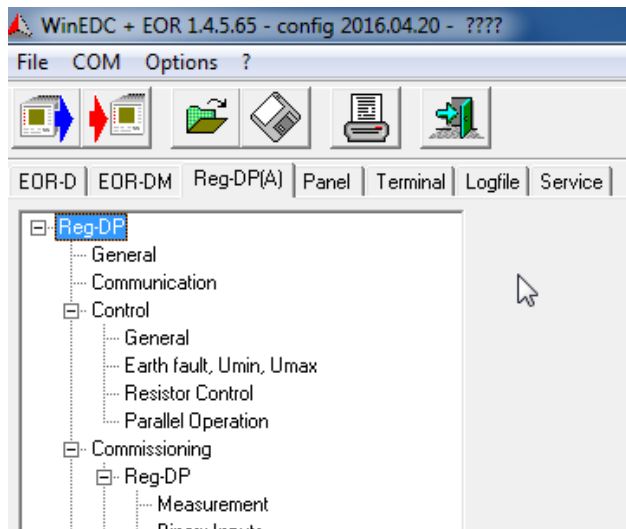 WinEDC + EOR 1.4.5.65 - config 2016.04.20 - ????
File COM Options ?
EOR-D EOR-DM Reg-DP(A) Panel Terminal Logfile Service
Reg-DP
General
Communication
Control
General
Earth fault, Umin, Umax
Resistor Control
Parallel Operation
Commissioning
Reg-DP
Measurement
Binary Inputs